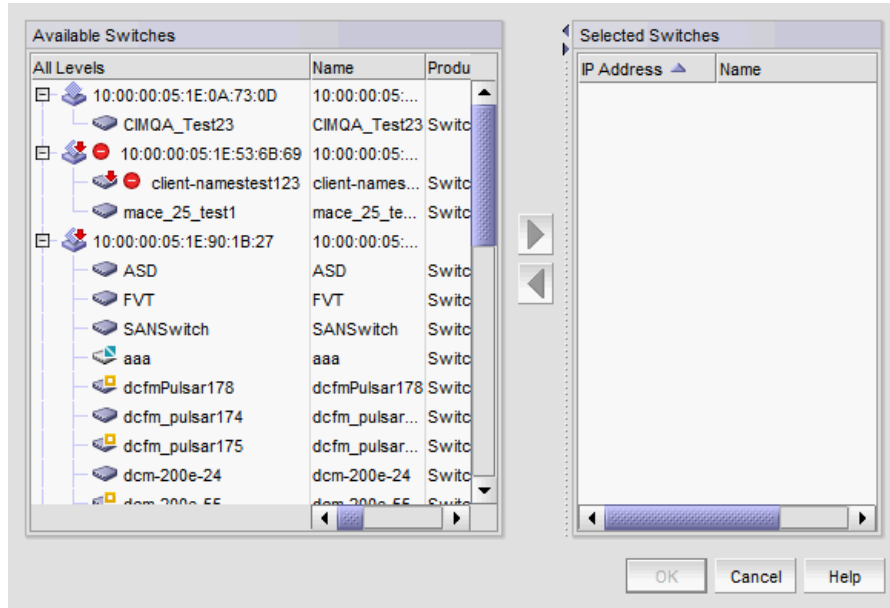 Available Switches
All Levels Name Produ
10:00:00:05:1E:0A:73:0D 10:00:00:05:...
CIMQA_Test23 CIMQA_Test23 Switc
10:00:00:05:1E:53:6B:69 10:00:00:05:...
client-namestest123 client-names... Switc
mace_25_test1 mace_25_te... Switc
10:00:00:05:1E:90:1B:27 10:00:00:05:...
ASD ASD Switc
FVT FVT Switc
SANSwitch SANSwitch Switc
aaa aaa Switc
dcfmPulsar178 dcfmPulsar178 Switc
dcfm_pulsar174 dcfm_pulsar... Switc
dcfm_pulsar175 dcfm_pulsar... Switc
dcm-200e-24 dcm-200e-24 Switc
Selected Switches
IP Address Name
OK Cancel Help